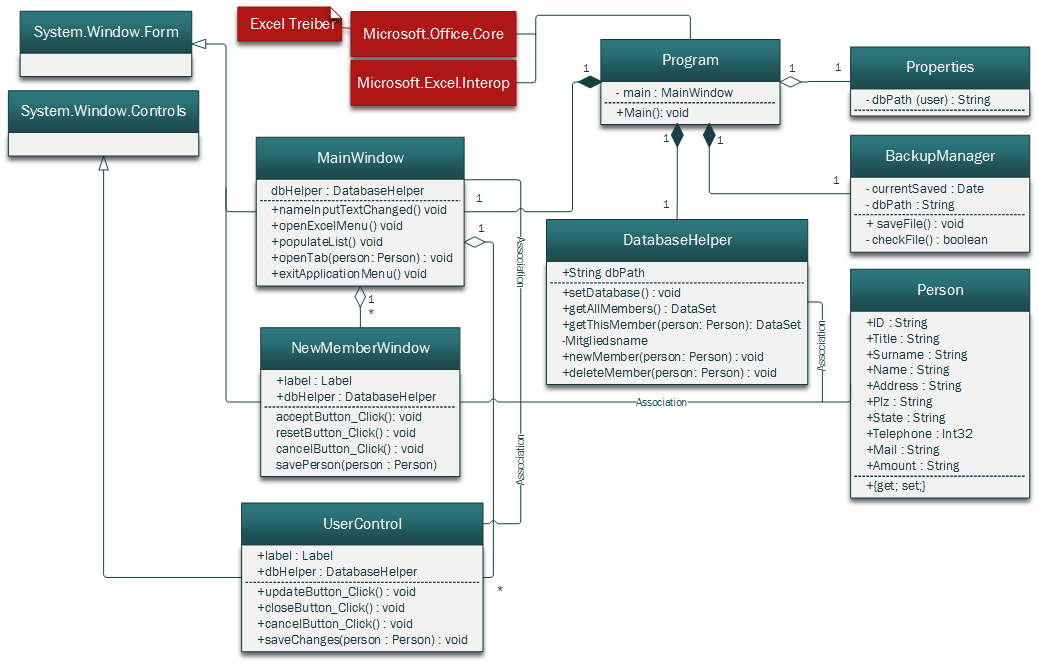 System.Window.Form
System.Window.Controls
Excel Treiber
Microsoft.Office.Core
Microsoft.Excel.Interop
Program
- main : MainWindow
+Main(): void
1
1
1
Properties
- dbPath (user) : String
1
1
1
BackupManager
- currentSaved : Date
- dbPath : String
+ saveFile() : void
- checkFile() : boolean
1
MainWindow
dbHelper : DatabaseHelper
+nameInputTextChanged() void
+openExcelMenu() void
+populateList() void
+openTab(person: Person) : void
+exitApplicationMenu() void
1
1
1
*
Association
DatabaseHelper
+String dbPath
+setDatabase() : void
+getAllMembers() : DataSet
+getThisMember(person: Person): DataSet
-Mitgliedsname
+newMember(person: Person) : void
+deleteMember(person: Person) : void
1
Association
Person
+ID : String
+Title : String
+Surname : String
+Name : String
+Address : String
+Plz : String
+State : String
+Telephone : Int32
+Mail : String
+Amount : String
+{get; set;}
NewMemberWindow
+label : Label
+dbHelper : DatabaseHelper
acceptButton_Click(): void
resetButton_Click() : void
cancelButton_Click() : void
savePerson(person : Person)
Association
Association
UserControl
+label : Label
+dbHelper : DatabaseHelper
+updateButton_Click() : void
+closeButton_Click() : void
+cancelButton_Click() : void
+saveChanges(person : Person) : void
*